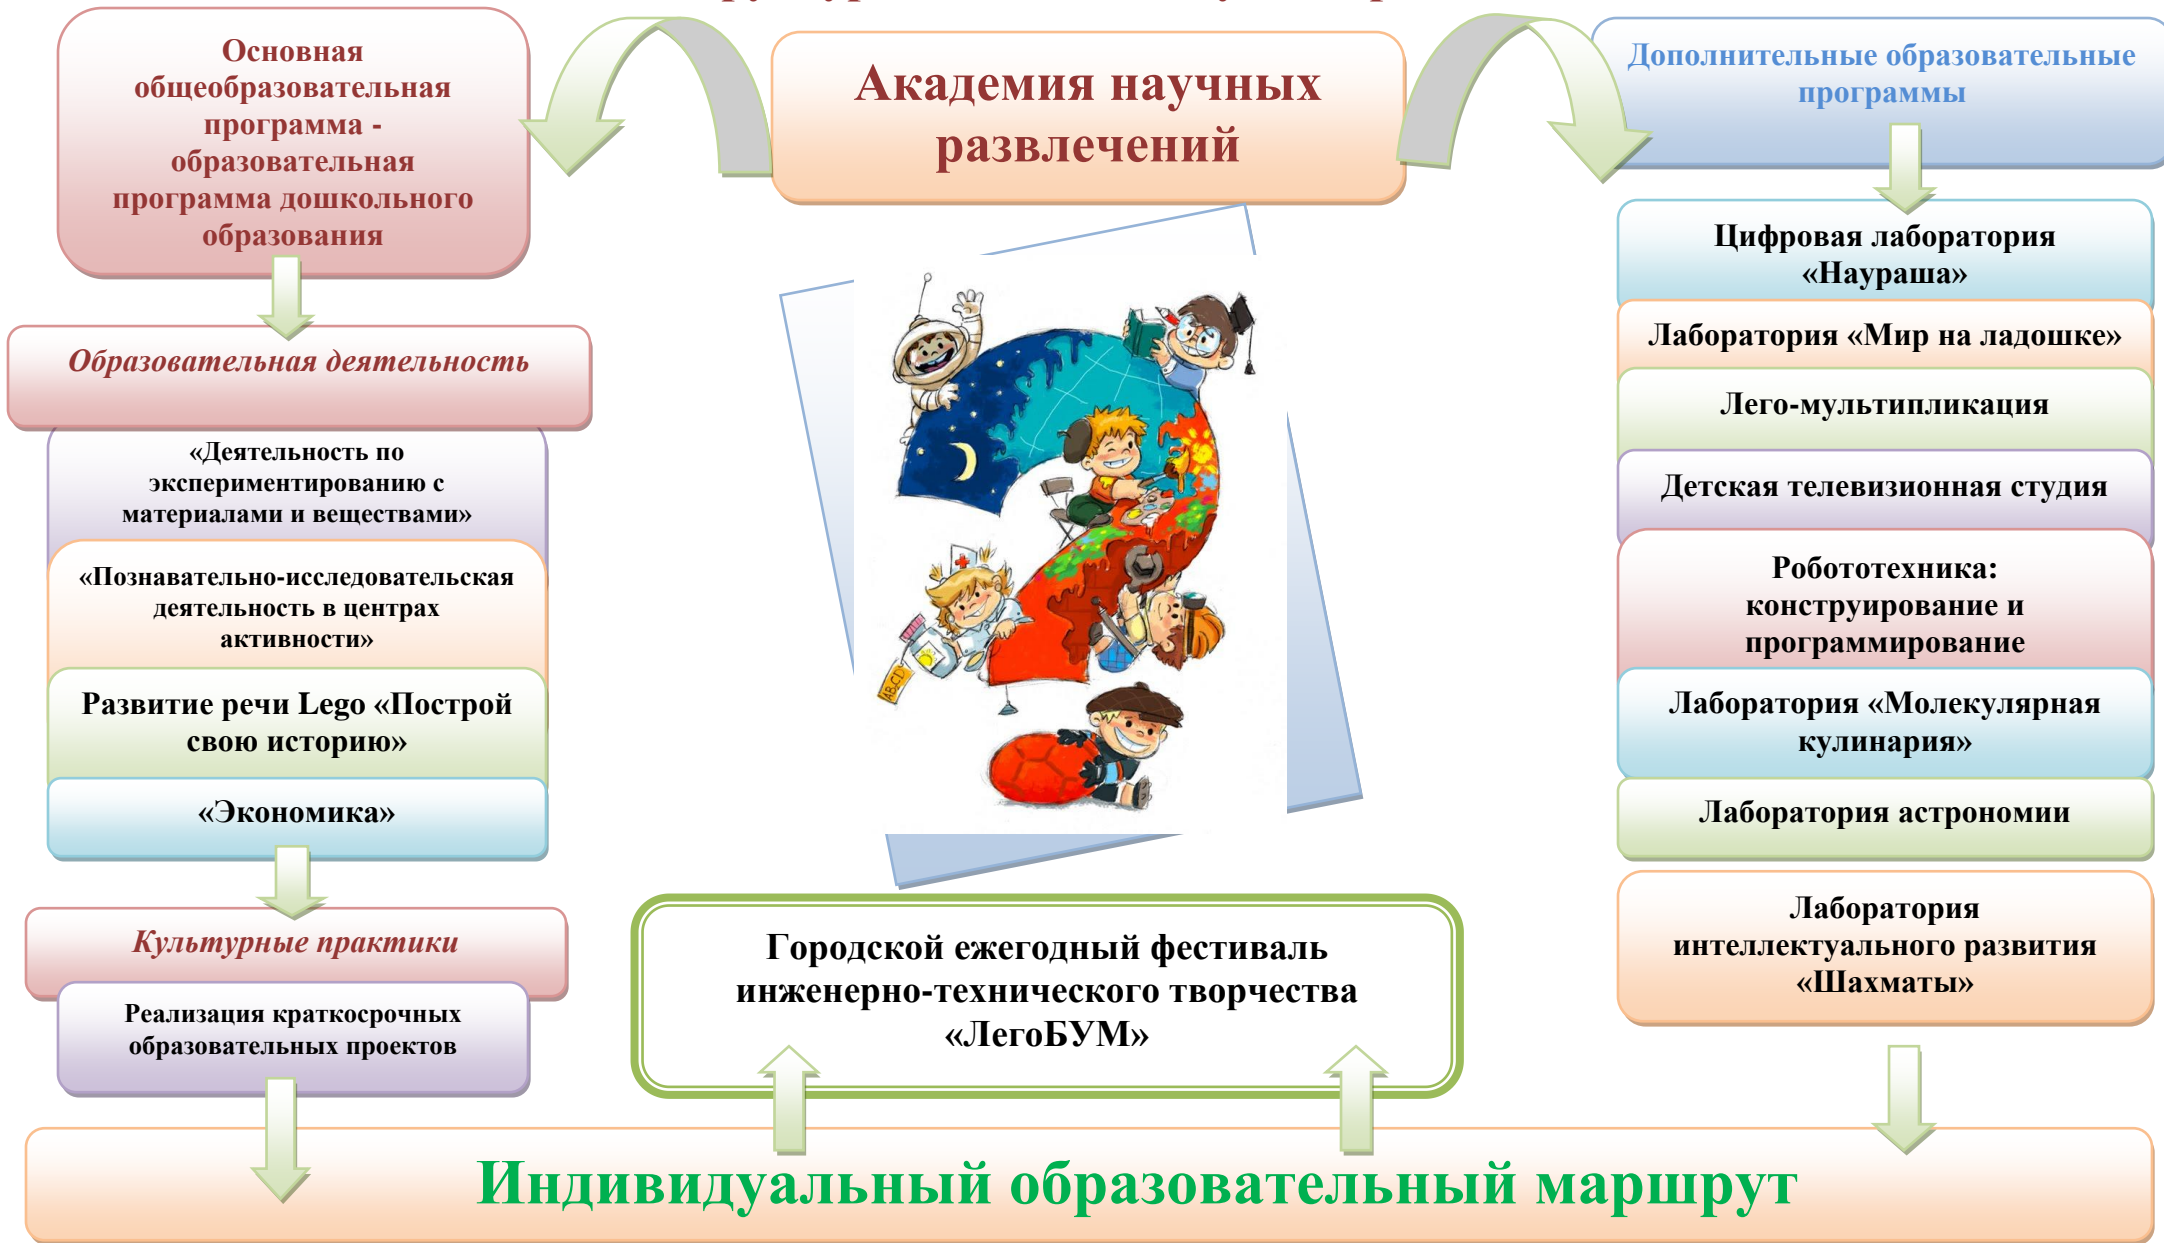 Основная
общеобразовательная
программа -
образовательная
программа дошкольного
образования
Академия научных
развлечений
Дополнительные образовательные
программы
Образовательная деятельность
«Деятельность по
экспериментированию с
материалами и веществами»
«Познавательно-исследовательская
деятельность в центрах
активности»
Развитие речи Lego «Построй
свою историю»
«Экономика»
Культурные практики
Реализация краткосрочных
образовательных проектов
ABCD
Цифровая лаборатория
«Наураша»
Лаборатория «Мир на ладошке»
Лего-мультипликация
Детская телевизионная студия
Робототехника:
конструирование и
программирование
Лаборатория «Молекулярная
кулинария»
Лаборатория астрономии
Лаборатория
интеллектуального развития
«Шахматы»
Городской ежегодный фестиваль
инженерно-технического творчества
«ЛегоБУМ»
Индивидуальный образовательный маршрут